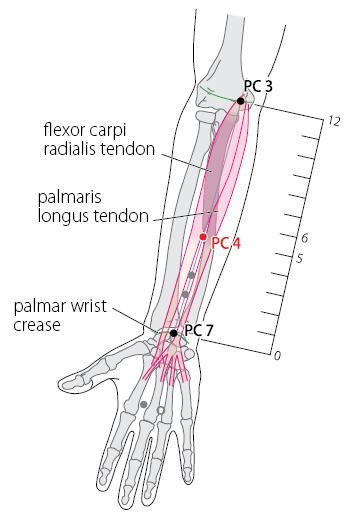 PC 3
12
flexor carpi
radialis tendon
palmaris
longus tendon
6
PC 4
5
palmar wrist
crease
PC 7
0